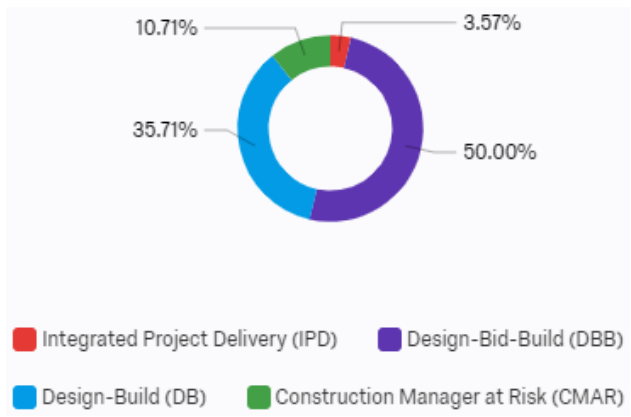 10.71%
3.57%
35.71%
50.00%
Integrated Project Delivery (IPD)
Design-Bid-Build (DBB)
Design-Build (DB)
Construction Manager at Risk (CMAR)